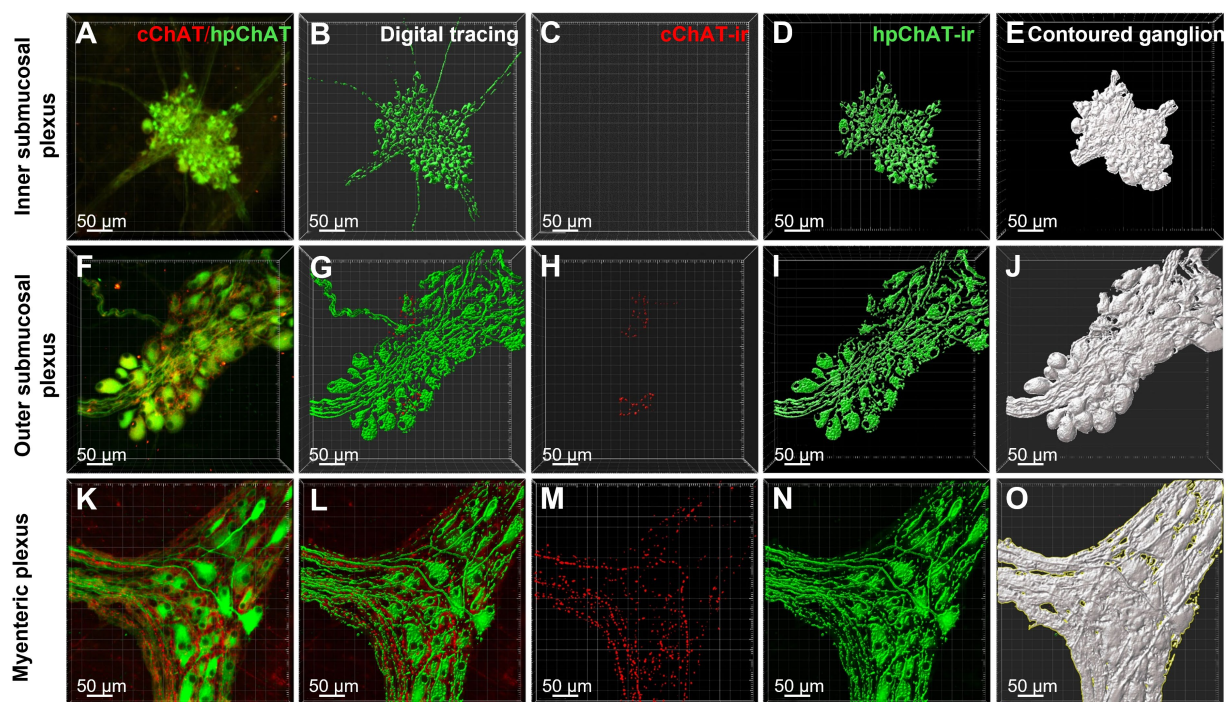 A cChAT/hpChAT
B Digital tracing
C cChAT-ir
D hpChAT-ir
E Contoured ganglion
Inner submucosal
plexus
50 µm 50 µm 50 µm 50 µm 50 µm
F G H I J
Outer submucosal
plexus
50 µm 50 µm 50 µm 50 µm 50 µm
K L M N O
Myenteric plexus
50 µm 50 µm 50 µm 50 µm 50 µm